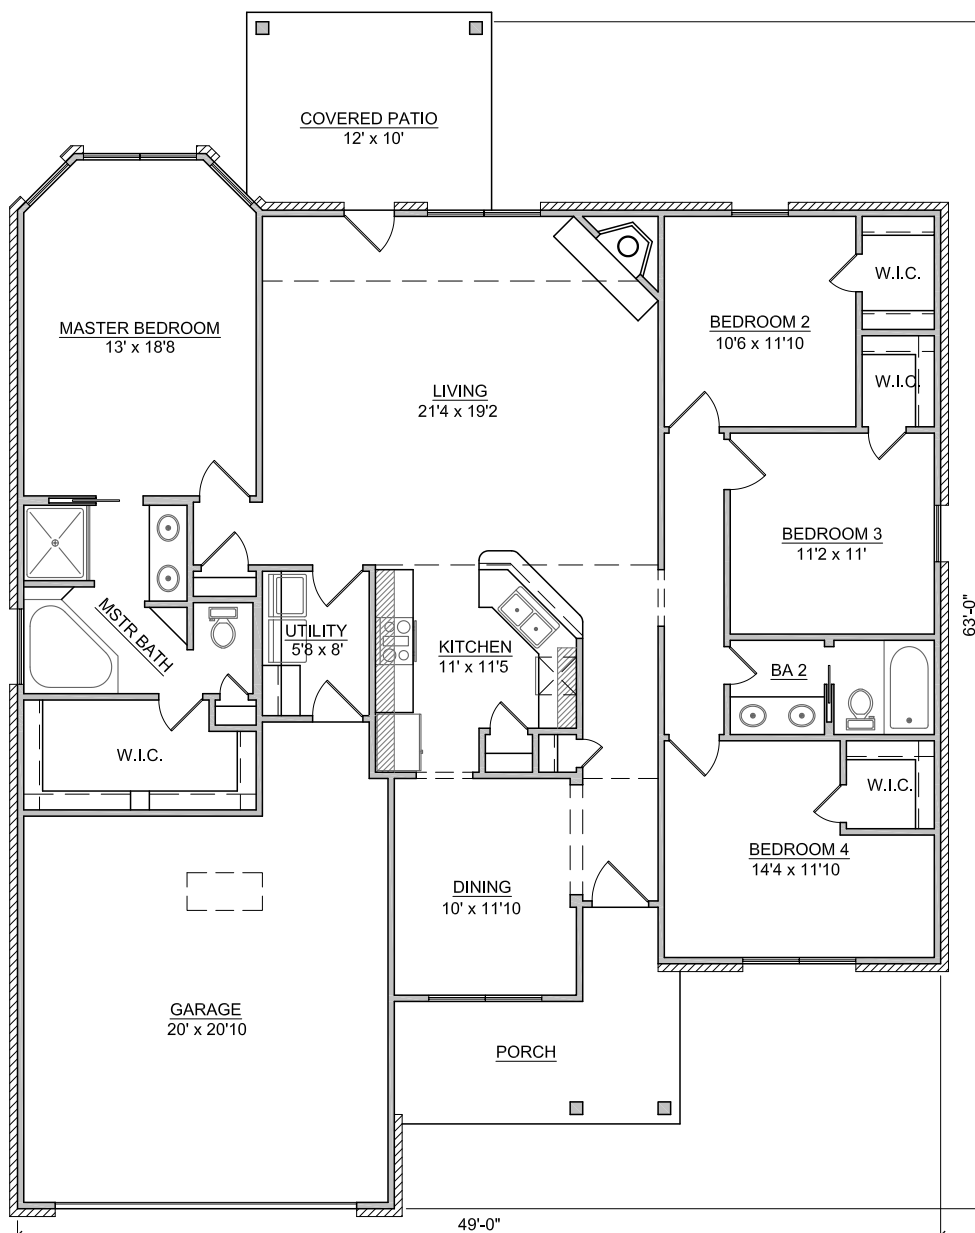 COVERED PATIO
12' x 10'
MASTER BEDROOM
13' x 18'8
LIVING
21'4 x 19'2
BEDROOM 2
10'6 x 11'10
W.I.C.
W.I.C.
BEDROOM 3
11'2 x 11'
63'-0"
MSTR BATH
UTILITY
5'8 x 8'
KITCHEN
11' x 11'5
BA 2
W.I.C.
W.I.C.
BEDROOM 4
14'4 x 11'10
DINING
10' x 11'10
GARAGE
20' x 20'10
PORCH
49'-0"